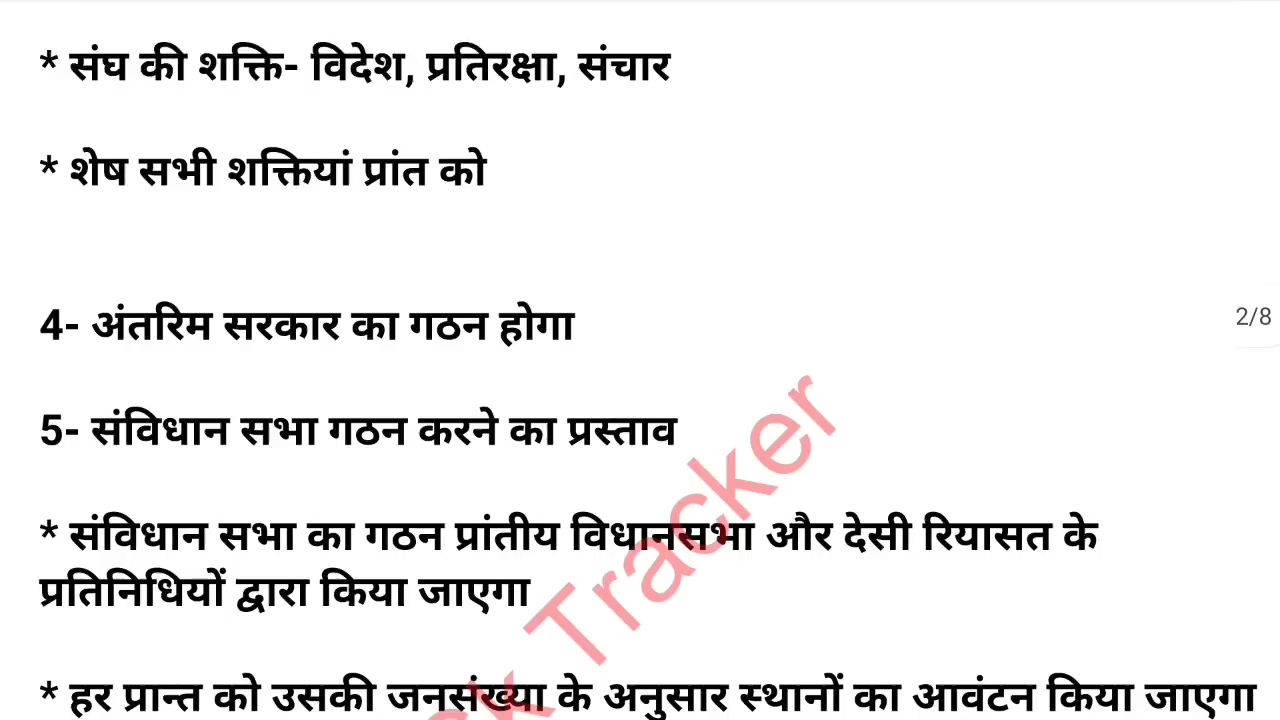 * संघ की शक्ति- विदेश, प्रतिरक्षा, संचार
* शेष सभी शक्तियां प्रांत को
4- अंतरिम सरकार का गठन होगा
2/8
5- संविधान सभा गठन करने का प्रस्ताव
* संविधान सभा का गठन प्रांतीय विधानसभा और देसी रियासत के
प्रतिनिधियों द्वारा किया जाएगा
* हर प्रान्त को उसकी जनसंख्या के अनुसार स्थानों का आवंटन किया जाएगा
Tracker